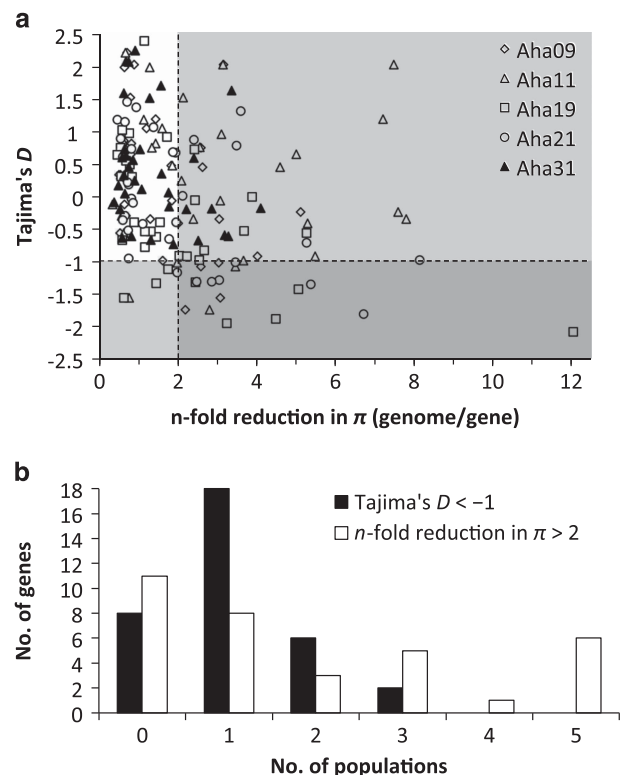 a
2.5
2
1.5
1
0.5
0
-0.5
-1
-1.5
-2
-2.5
Tajima's D
Aha09
Aha11
Aha19
Aha21
Aha31
0 2 4 6 8 10 12
n-fold reduction in π (genome/gene)
b
18
16
14
12
10
8
6
4
2
0
No. of genes
Tajima's D < −1
n-fold reduction in π > 2
0 1 2 3 4 5
No. of populations